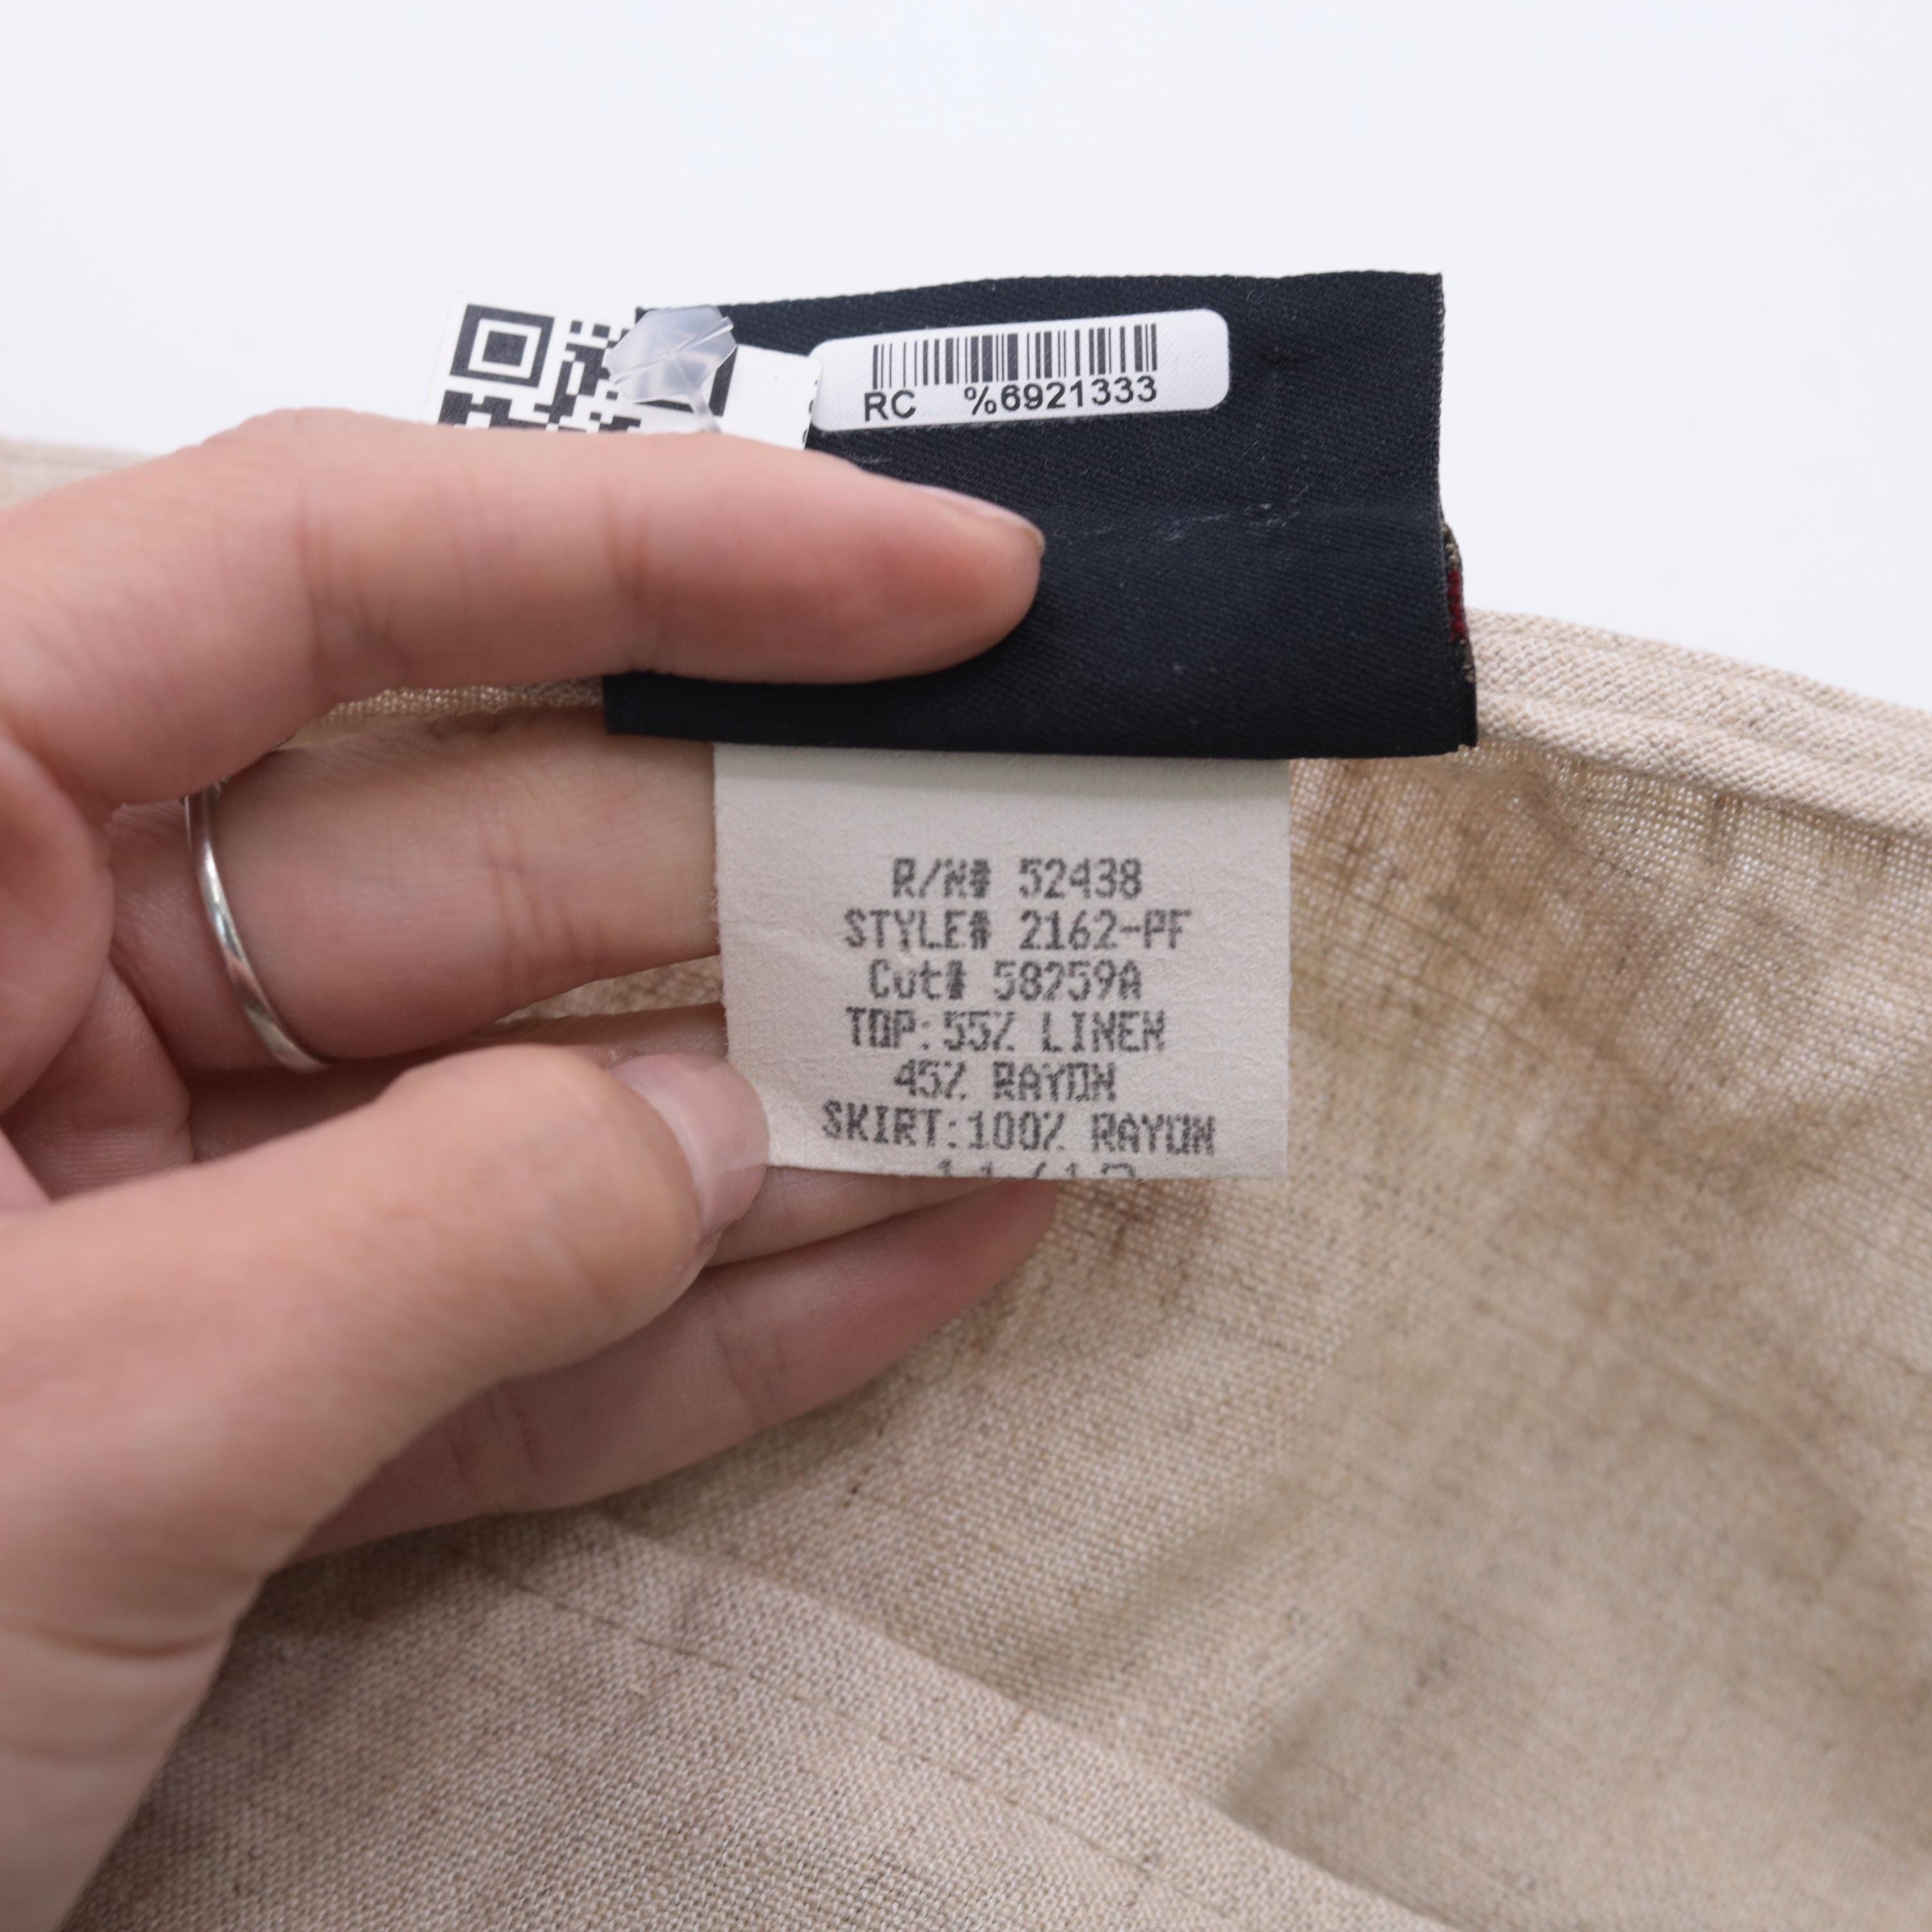 RC %6921333
R/N# 52438
STYLE# 2162-PF
Cut# 58259A
TOP:55% LINEN
45% RAYON
SKIRT:100% RAYON